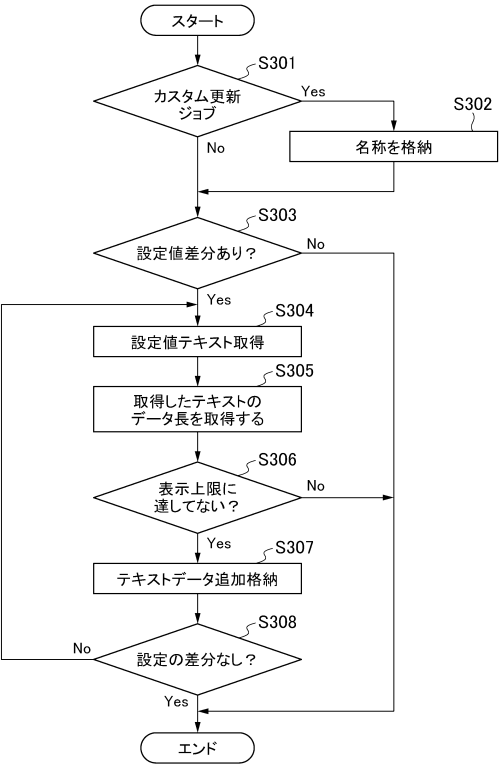 スタート
S301
カスタム更新
ジョブ
Yes
S302
名称を格納
No
S303
設定値差分あり?
No
Yes
S304
設定値テキスト取得
S305
取得したテキストの
データ長を取得する
S306
表示上限に
達してない?
No
Yes
S307
テキストデータ追加格納
S308
設定の差分なし?
No
Yes
エンド